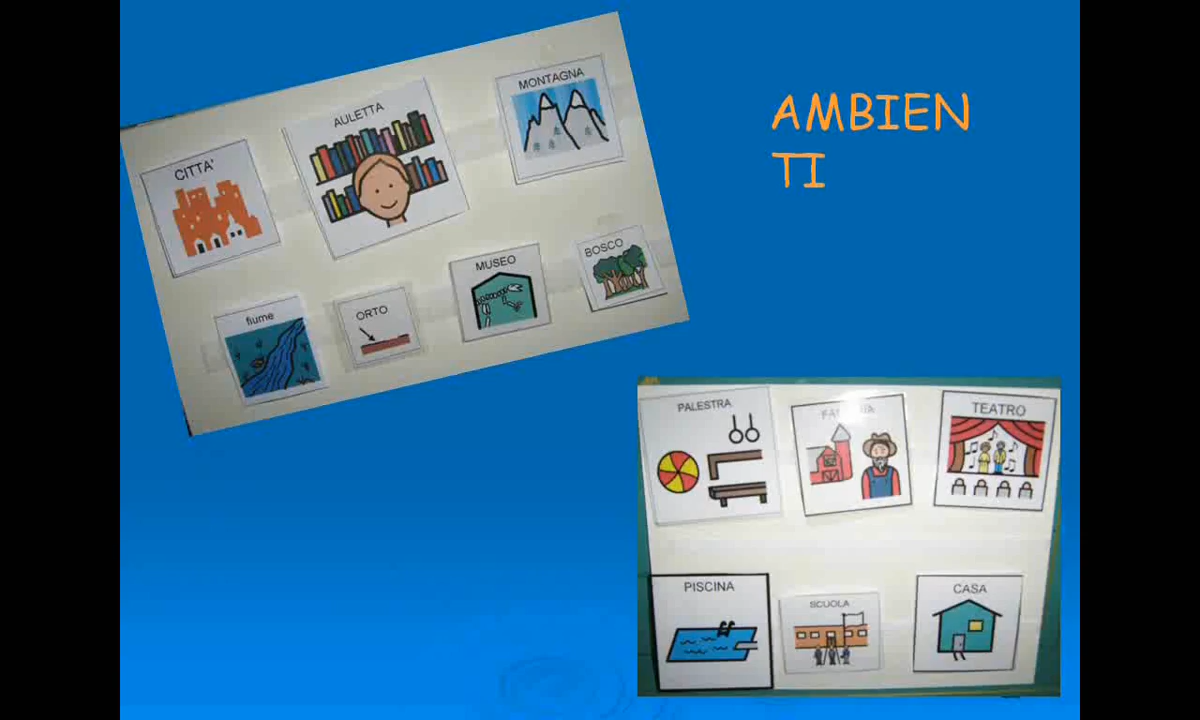 AMBIEN
TI
CITTA'
AULETTA
MONTAGNA
fiume
ORTO
MUSEO
BOSCO
PALESTRA
TEATRO
PISCINA
SCUOLA
CASA